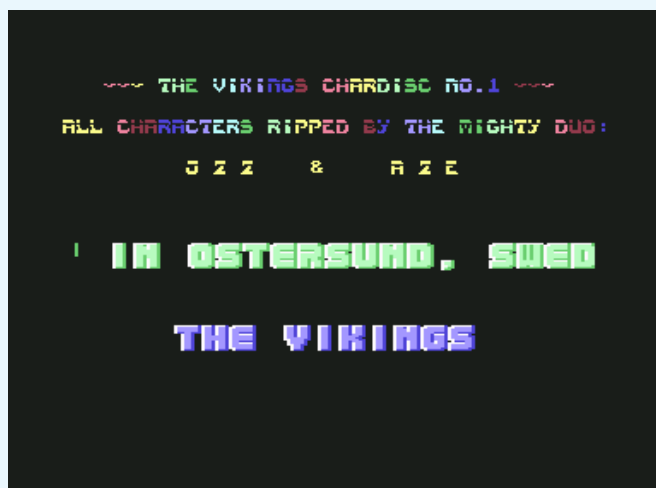 ~~~ THE ViKiNGS CHARDiSC NO.1 ~~~
ALL CHARACTERS RiPPED BY THE MiGHTY DUO:
J Z Z & A Z E
' IN OSTERSUND, SWED
THE VIKINGS